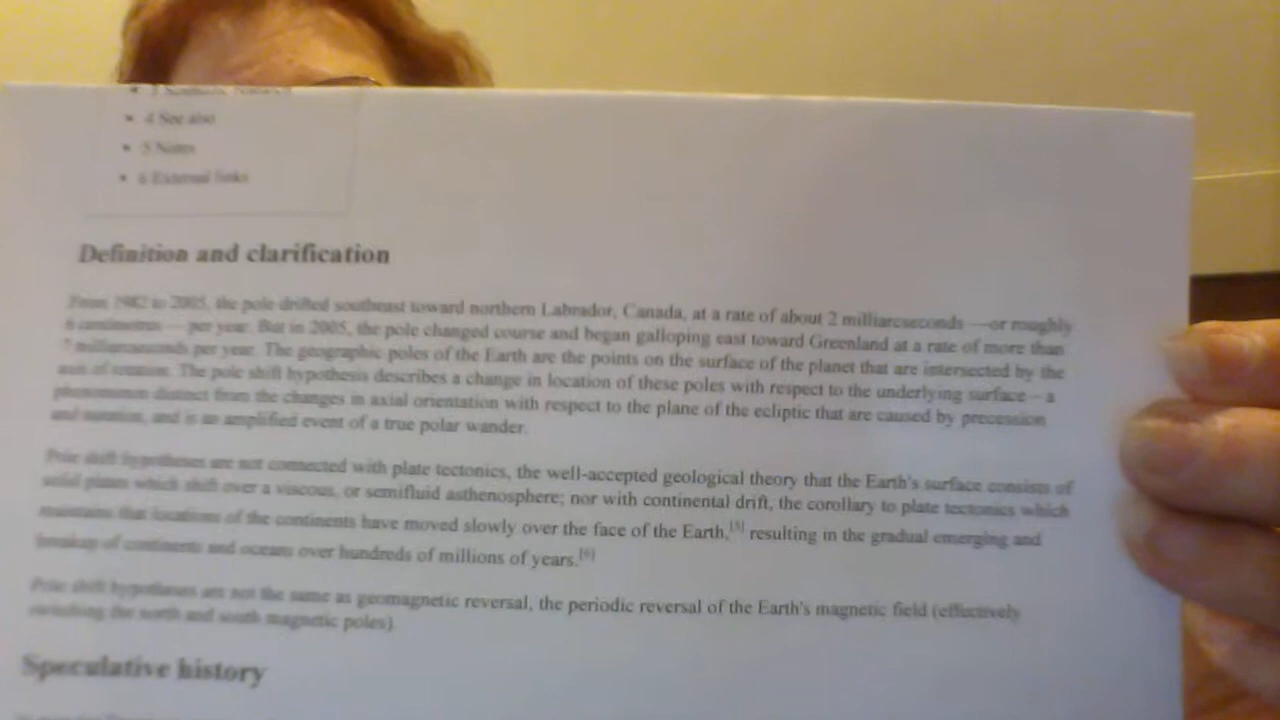 4 See also
5 Notes
6 External links
Definition and clarification
From 1982 to 2005, the pole drifted southeast toward northern Labrador, Canada, at a rate of about 2 milliarcseconds —or roughly
6 centimetres — per year. But in 2005, the pole changed course and began galloping east toward Greenland at a rate of more than
7 milliarcseconds per year. The geographic poles of the Earth are the points on the surface of the planet that are intersected by the
axis of rotation. The pole shift hypothesis describes a change in location of these poles with respect to the underlying surface – a
phenomenon distinct from the changes in axial orientation with respect to the plane of the ecliptic that are caused by precession
and nutation, and is an amplified event of a true polar wander.
Pole shift hypotheses are not connected with plate tectonics, the well-accepted geological theory that the Earth's surface consists of
solid plates which shift over a viscous, or semifluid asthenosphere; nor with continental drift, the corollary to plate tectonics which
maintains that locations of the continents have moved slowly over the face of the Earth,[5] resulting in the gradual emerging and
breakup of continents and oceans over hundreds of millions of years.[6]
Pole shift hypotheses are not the same as geomagnetic reversal, the periodic reversal of the Earth's magnetic field (effectively
switching the north and south magnetic poles).
Speculative history